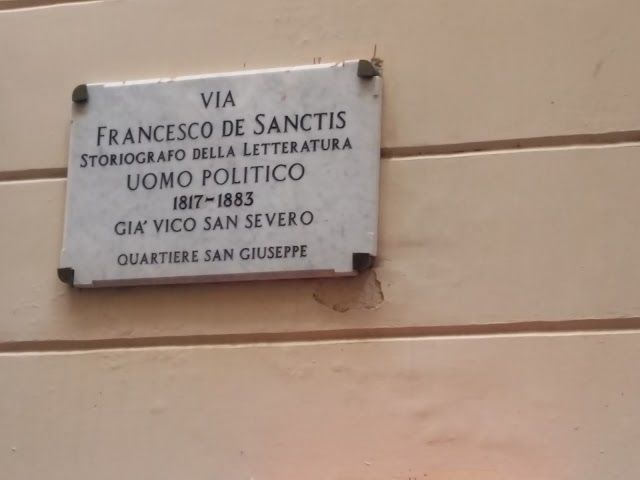 VIA
FRANCESCO DE SANCTIS
STORIOGRAFO DELLA LETTERATURA
UOMO POLITICO
1817-1883
GIA' VICO SAN SEVERO
QUARTIERE SAN GIUSEPPE